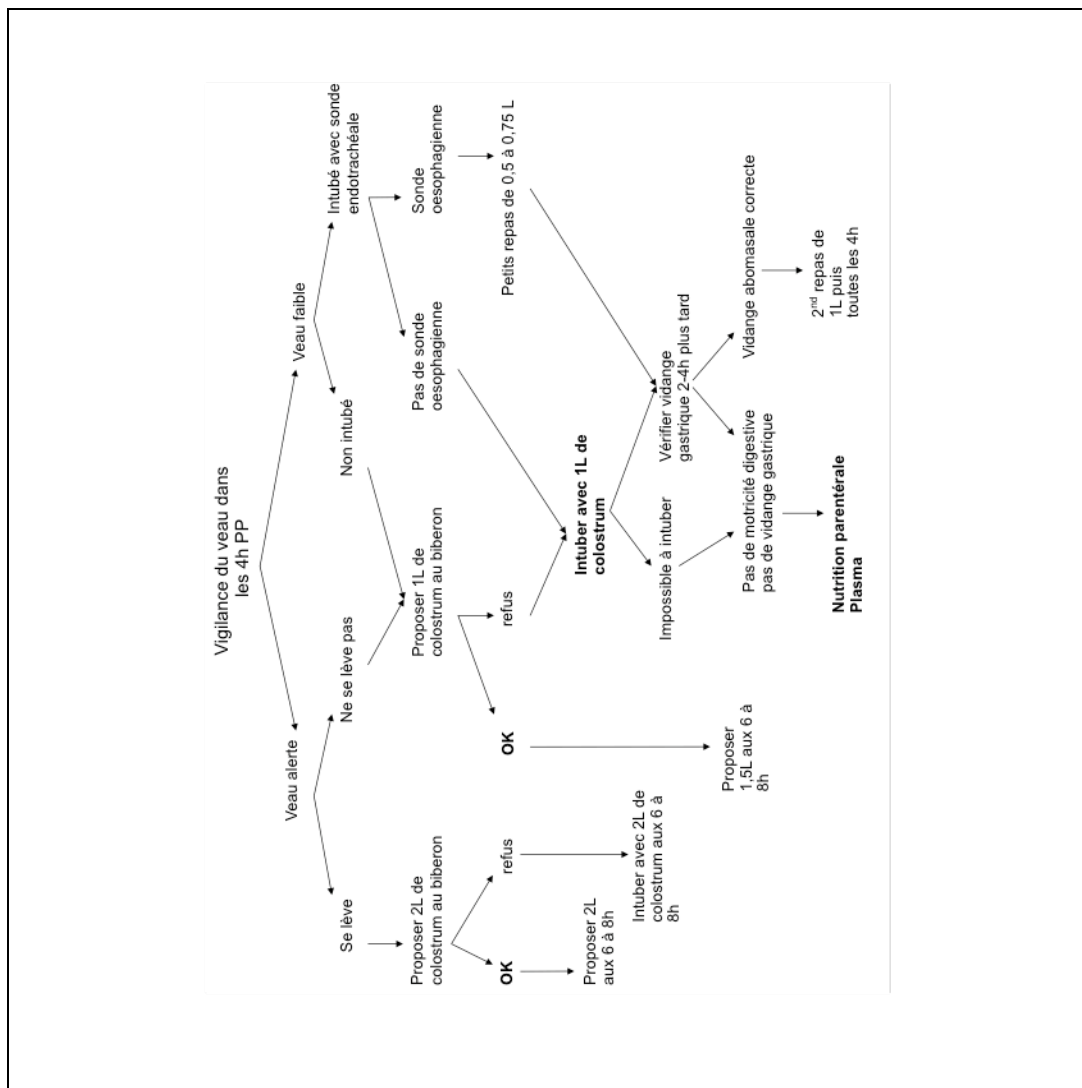 Vigilance du veau dans
les 4h PP
Veau alerte
Veau faible
Se lève
Ne se lève pas
Non intubé
Intubé avec sonde
endotrachéale
Proposer 2L de
colostrum au biberon
Proposer 1L de
colostrum au biberon
Pas de sonde
oesophagienne
Sonde
oesophagienne
OK
refus
OK
refus
Petits repas de 0,5 à 0,75 L
Proposer 2L
aux 6 à 8h
Intuber avec 2L de
colostrum aux 6 à
8h
Intuber avec 1L de
colostrum
Impossible à intuber
Vérifier vidange
gastrique 2-4h plus tard
Proposer
1,5L aux 6 à
8h
Pas de motricité digestive
pas de vidange gastrique
Vidange abomasale correcte
Nutrition parentérale
Plasma
2nd repas de
1L puis
toutes les 4h